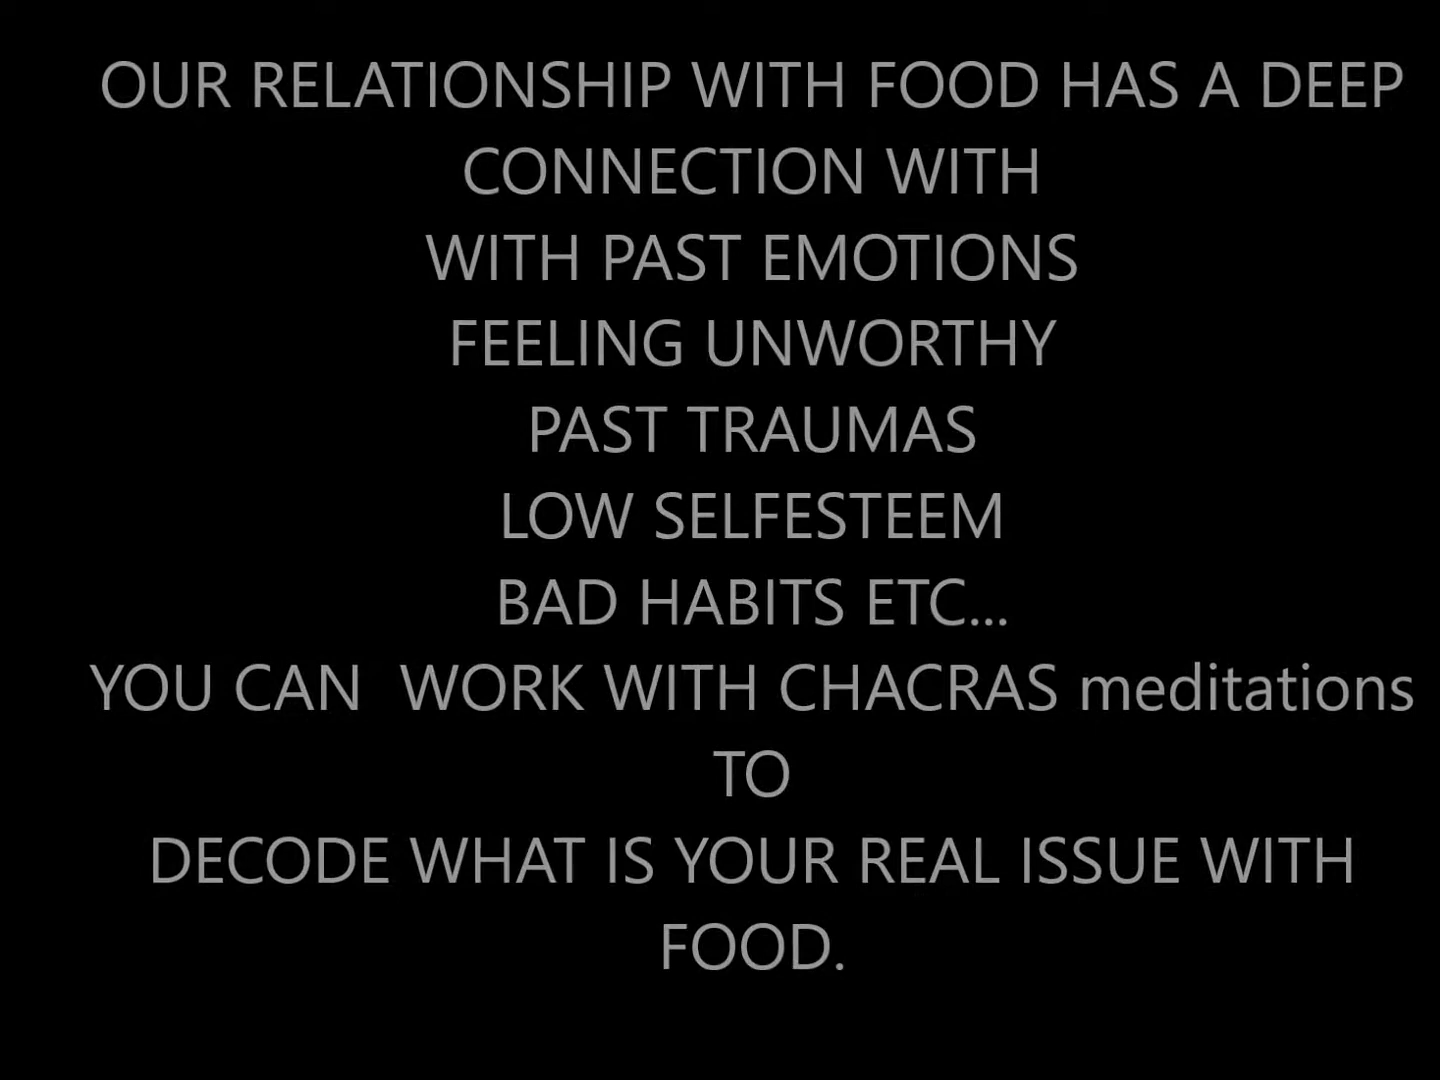 OUR RELATIONSHIP WITH FOOD HAS A DEEP
CONNECTION WITH
WITH PAST EMOTIONS
FEELING UNWORTHY
PAST TRAUMAS
LOW SELFESTEEM
BAD HABITS ETC...
YOU CAN  WORK WITH CHACRAS meditations
TO
DECODE WHAT IS YOUR REAL ISSUE WITH
FOOD.